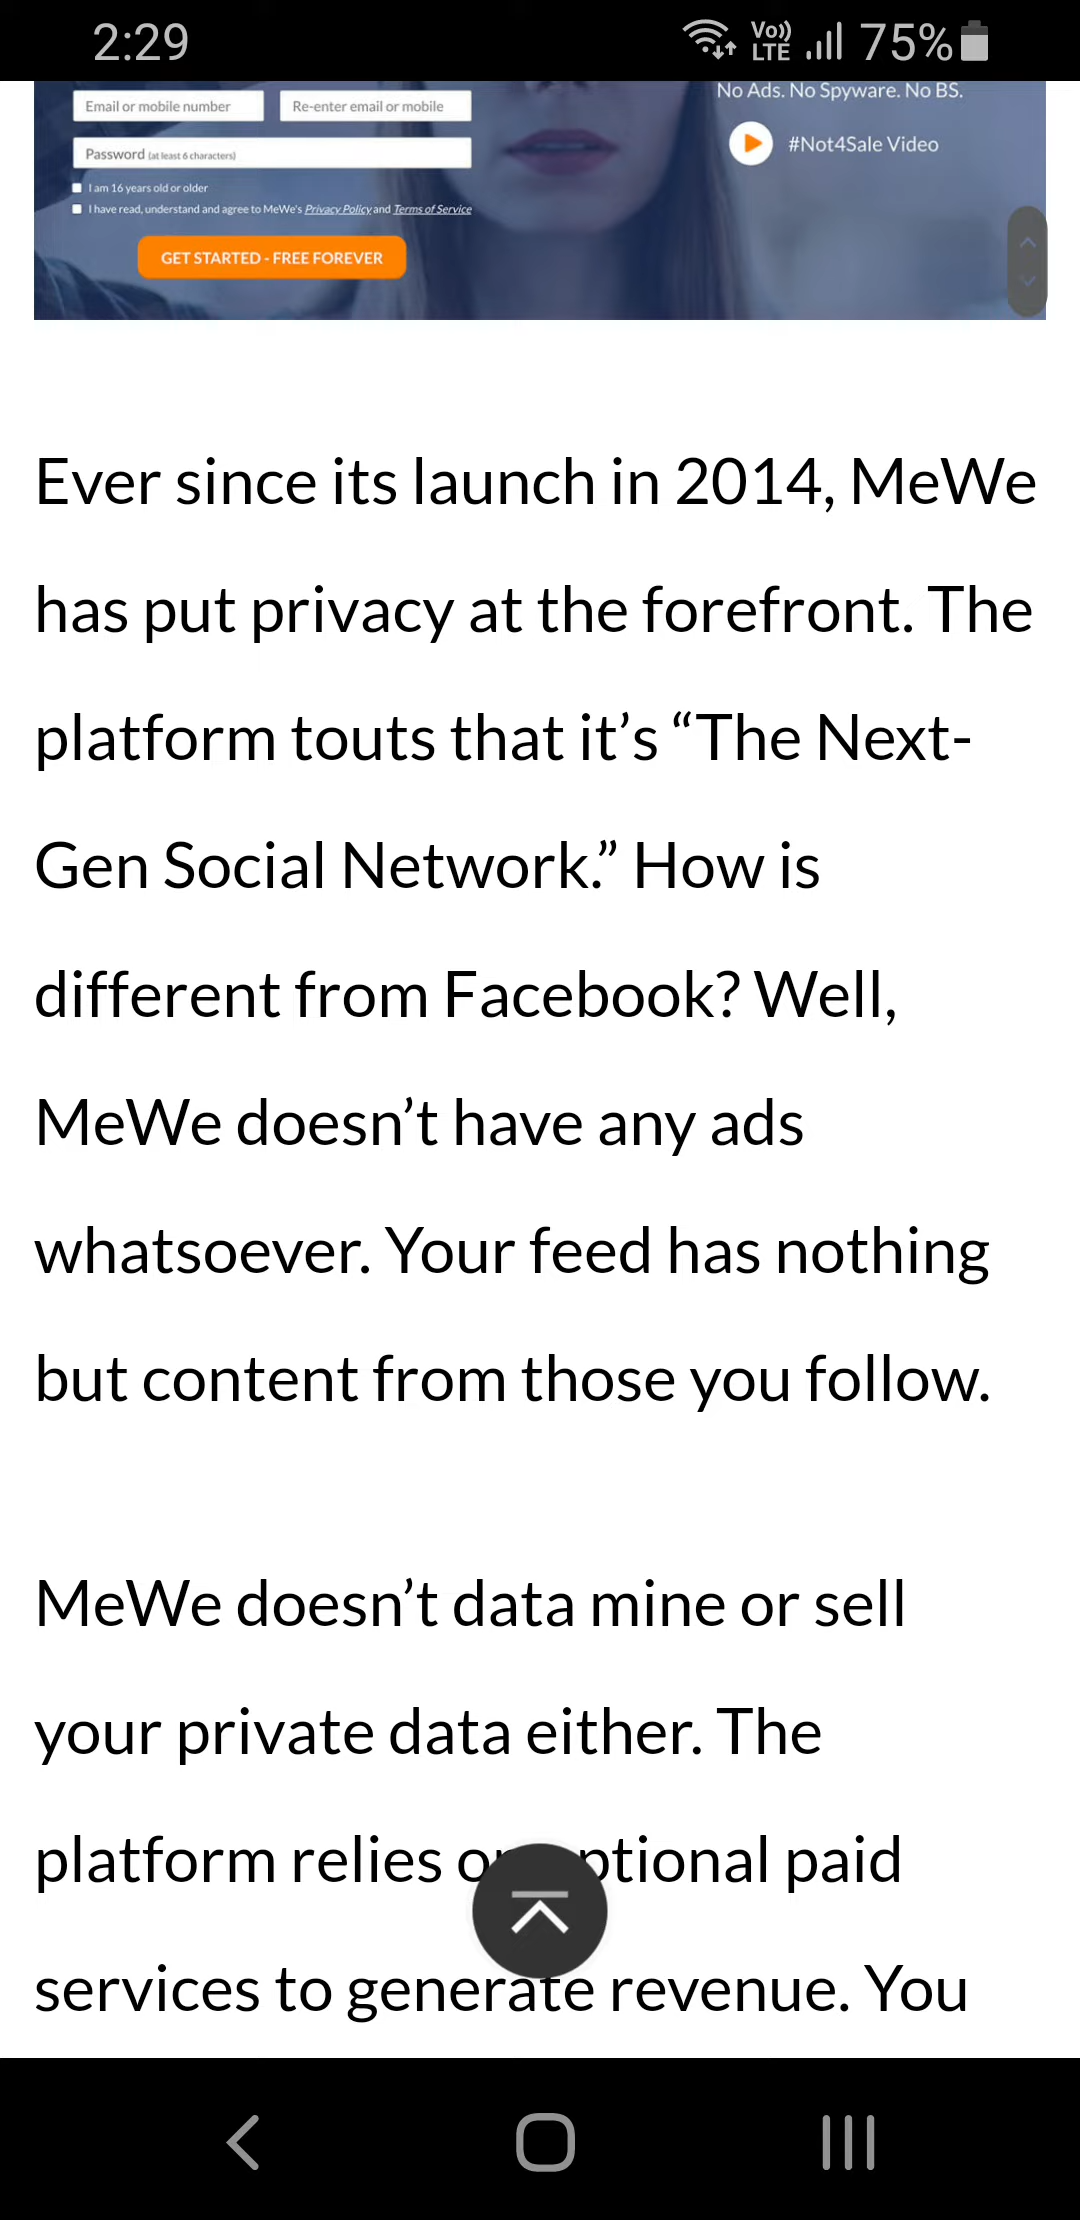 2:29 Vo)) LTE 75%
No Ads. No Spyware. No BS.
Email or mobile number Re-enter email or mobile
#Not4Sale Video
Password (at least 6 characters)
I am 16 years old or older
I have read, understand and agree to MeWe's Privacy Policy and Terms of Service
GET STARTED - FREE FOREVER
Ever since its launch in 2014, MeWe
has put privacy at the forefront. The
platform touts that it’s “The Next-
Gen Social Network.” How is
different from Facebook? Well,
MeWe doesn’t have any ads
whatsoever. Your feed has nothing
but content from those you follow.
MeWe doesn’t data mine or sell
your private data either. The
platform relies paid
services to generate revenue. You